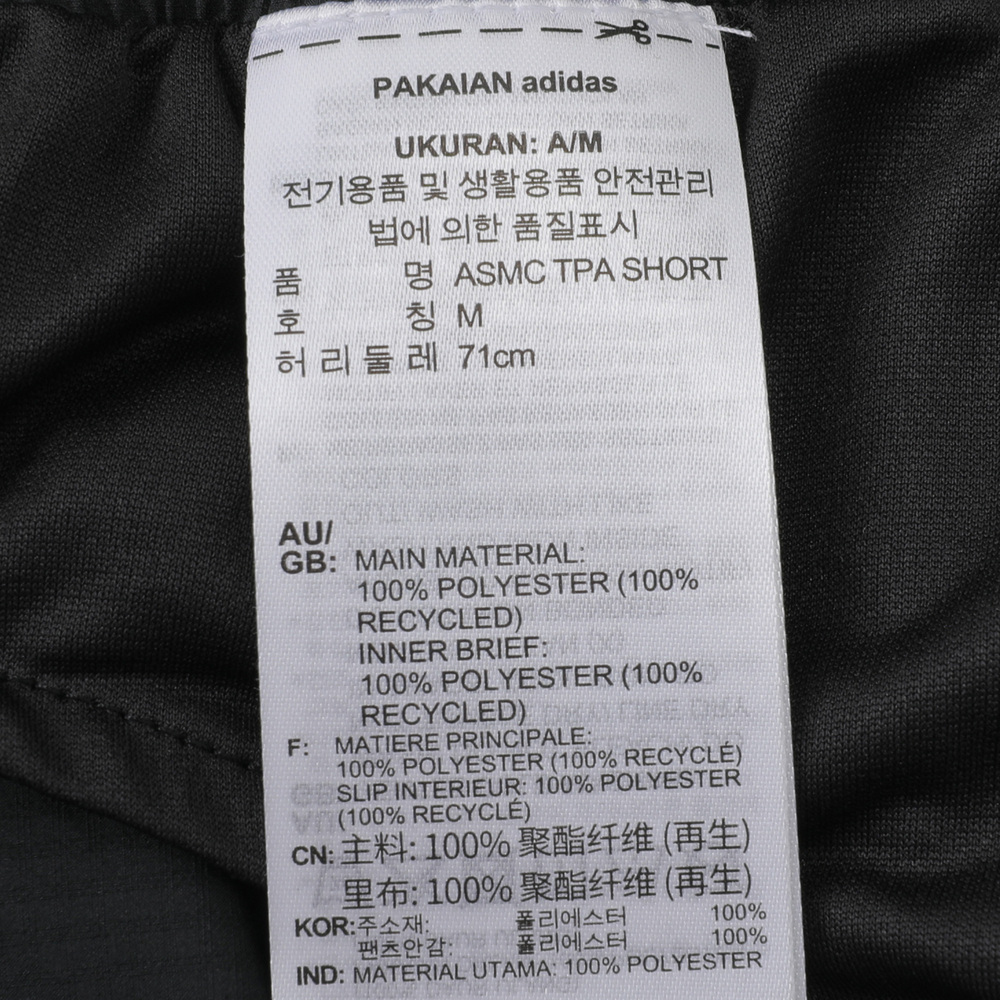 PAKAIAN adidas
UKURAN: A/M
전기용품 및 생활용품 안전관리
법에 의한 품질표시
품 명 ASMC TPA SHORT
호 칭 M
허리둘레 71cm
AU/
GB: MAIN MATERIAL:
100% POLYESTER (100%
RECYCLED)
INNER BRIEF:
100% POLYESTER (100%
RECYCLED)
F: MATIERE PRINCIPALE:
100% POLYESTER (100% RECYCLÉ)
SLIP INTERIEUR: 100% POLYESTER
(100% RECYCLÉ)
CN: 主料: 100% 聚酯纤维 (再生)
里布: 100% 聚酯纤维 (再生)
KOR: 주소재: 폴리에스터 100%
팬츠안감: 폴리에스터 100%
IND: MATERIAL UTAMA: 100% POLYESTER